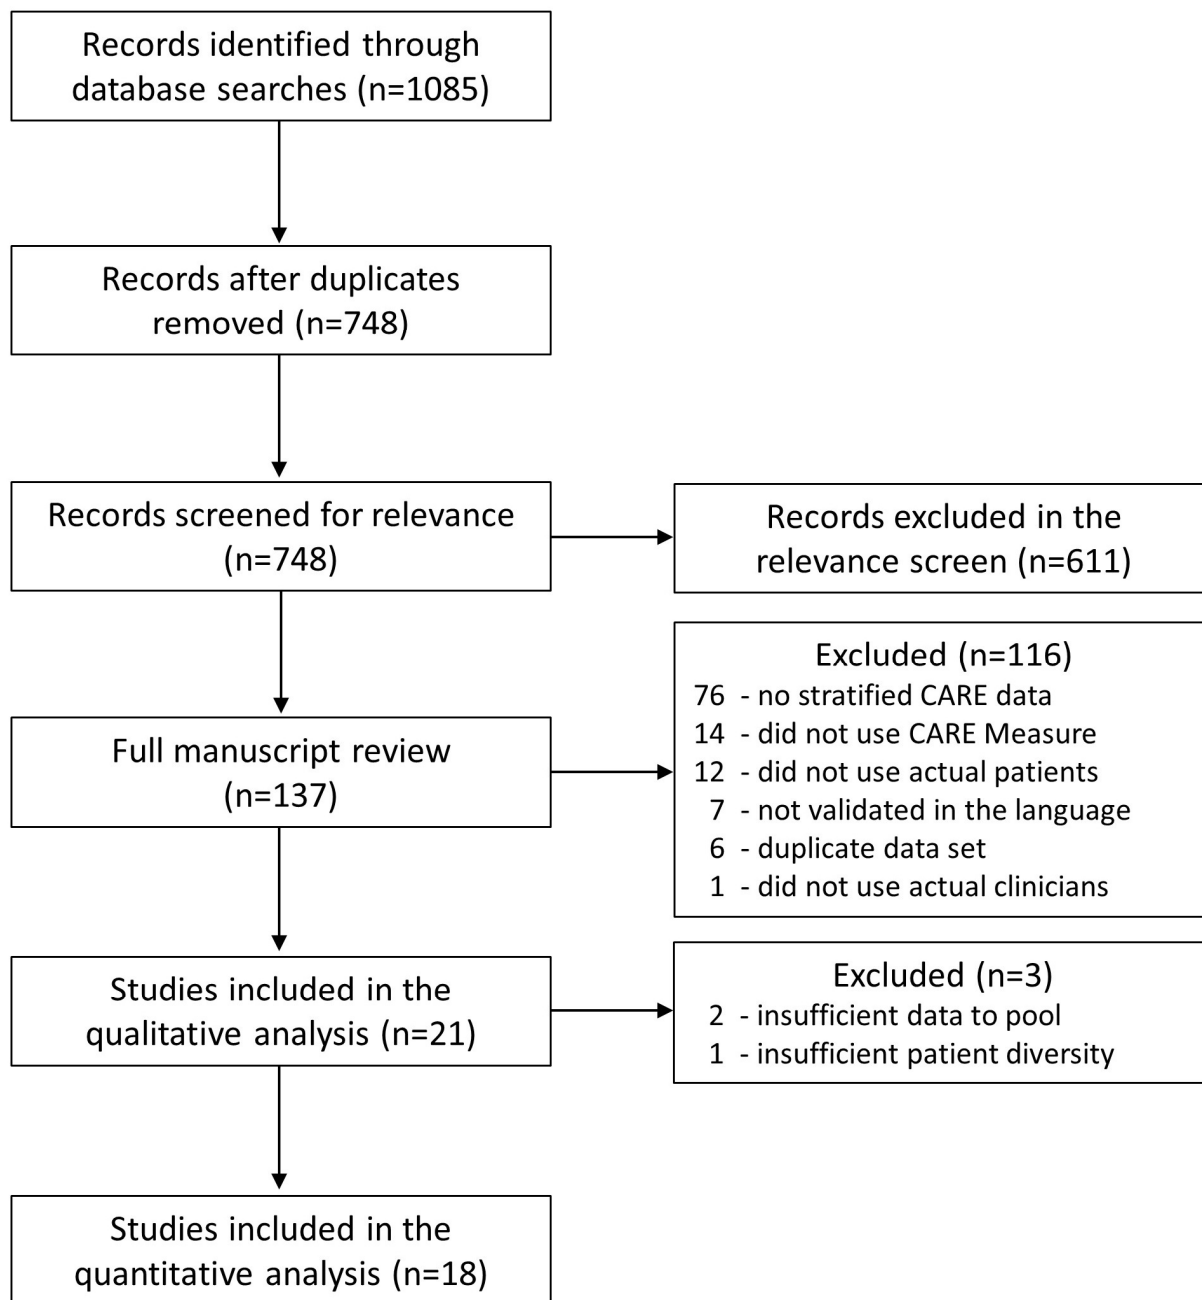 Records identified through
database searches (n=1085)
Records after duplicates
removed (n=748)
Records screened for relevance
(n=748)
Records excluded in the
relevance screen (n=611)
Full manuscript review
(n=137)
Excluded (n=116)
76 - no stratified CARE data
14 - did not use CARE Measure
12 - did not use actual patients
7 - not validated in the language
6 - duplicate data set
1 - did not use actual clinicians
Studies included in the
qualitative analysis (n=21)
Excluded (n=3)
2 - insufficient data to pool
1 - insufficient patient diversity
Studies included in the
quantitative analysis (n=18)